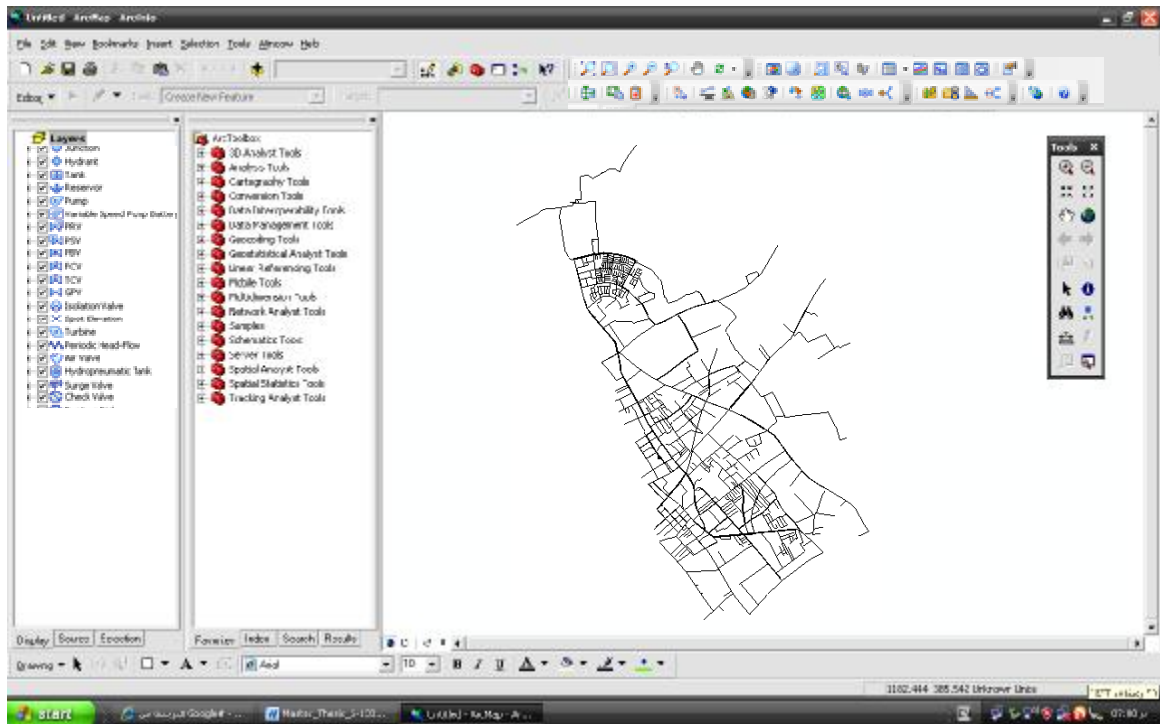 Untitled - ArcMap - ArcInfo
File Edit View Bookmarks Insert Selection Tools Window Help
Editor Create New Feature
Layers
Junction
Hydrant
Tank
Reservoir
Pump
Variable Speed Pump Battery
PRV
PSV
PBV
FCV
TCV
GPV
Isolation Valve
Spot Elevation
Turbine
Periodic Head-Flow
Air Valve
Hydropneumatic Tank
Surge Valve
Check Valve
Display Source Selection
ArcToolbox
3D Analyst Tools
Analysis Tools
Cartography Tools
Conversion Tools
Data Interoperability Tools
Data Management Tools
Geocoding Tools
Geostatistical Analyst Tools
Linear Referencing Tools
Mobile Tools
Multidimension Tools
Network Analyst Tools
Samples
Schematics Tools
Server Tools
Spatial Analyst Tools
Spatial Statistics Tools
Tracking Analyst Tools
Favorites Index Search Results
Tools
Drawing A Arial 10 B I U A
1182.444 385.542 Unknown Units
start Google - ... Master_Thesis_5-100... Untitled - ArcMap - Ar...